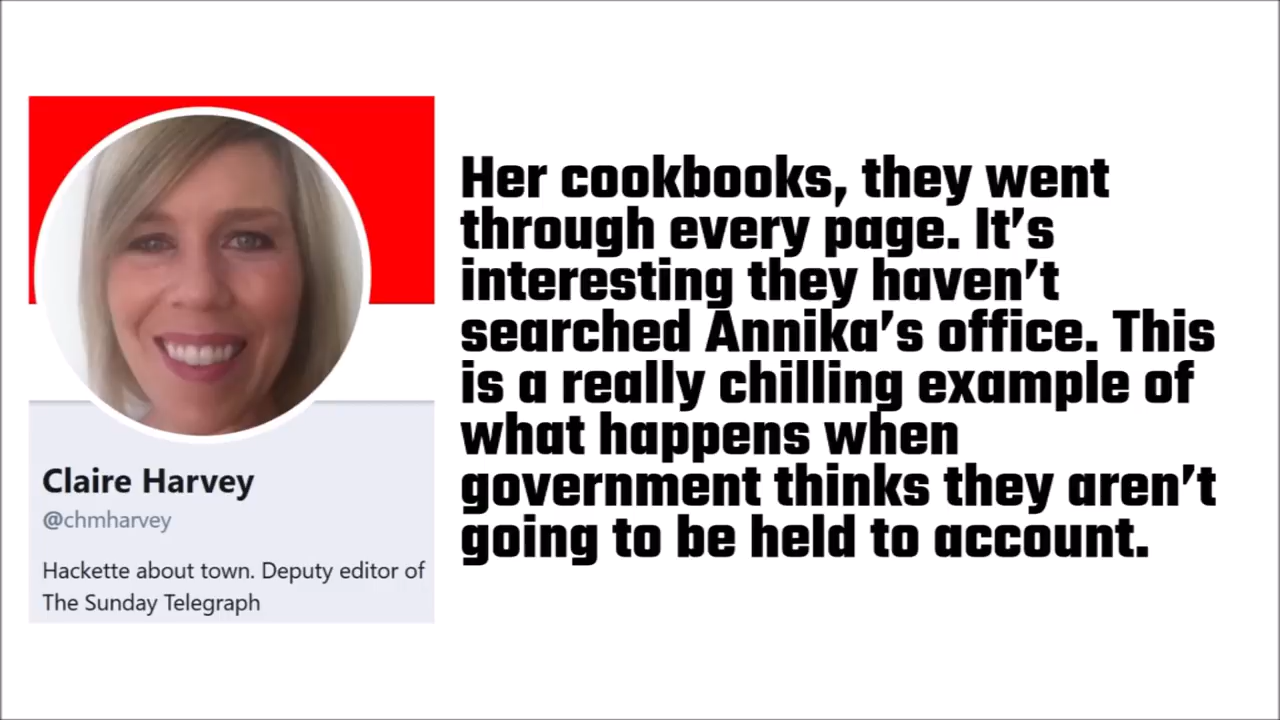 Claire Harvey
@chmharvey
Hackette about town. Deputy editor of
The Sunday Telegraph
Her cookbooks, they went
through every page. It’s
interesting they haven’t
searched Annika’s office. This
is a really chilling example of
what happens when
government thinks they aren’t
going to be held to account.